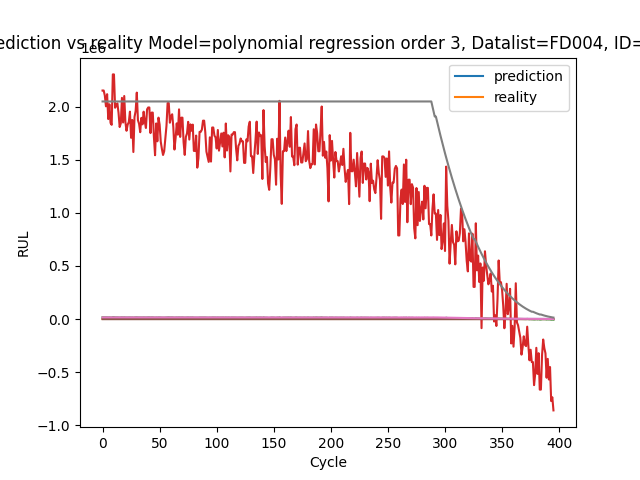 ediction vs reality Model=polynomial regression order 3, Datalist=FD004, ID=
1e6
prediction
reality
2.0
1.5
1.0
0.5
0.0
−0.5
−1.0
RUL
0 50 100 150 200 250 300 350 400
Cycle